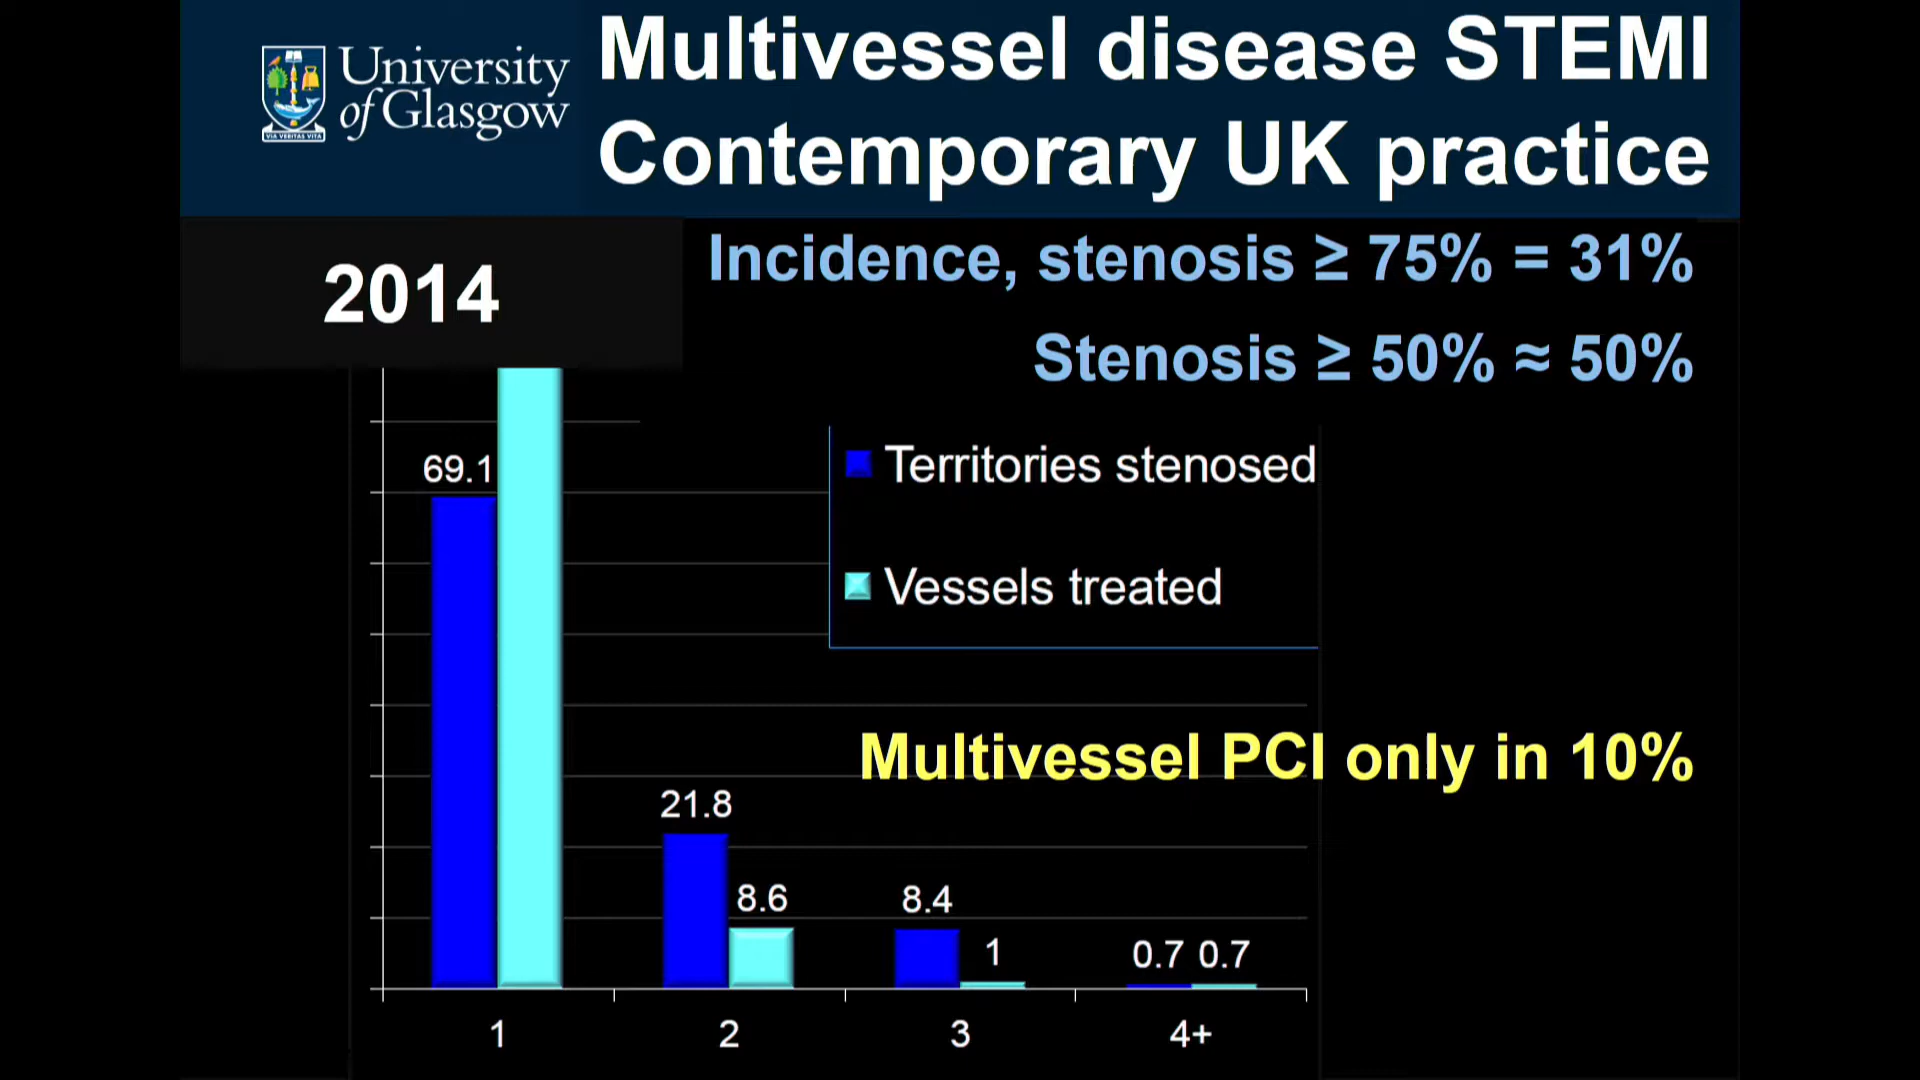 University
of Glasgow
VIA VERITAS VITA
Multivessel disease STEMI
Contemporary UK practice
2014
Incidence, stenosis ≥ 75% = 31%
Stenosis ≥ 50% ≈ 50%
Territories stenosed
Vessels treated
Multivessel PCI only in 10%
69.1
21.8
8.6
8.4
1
0.7
0.7
1
2
3
4+